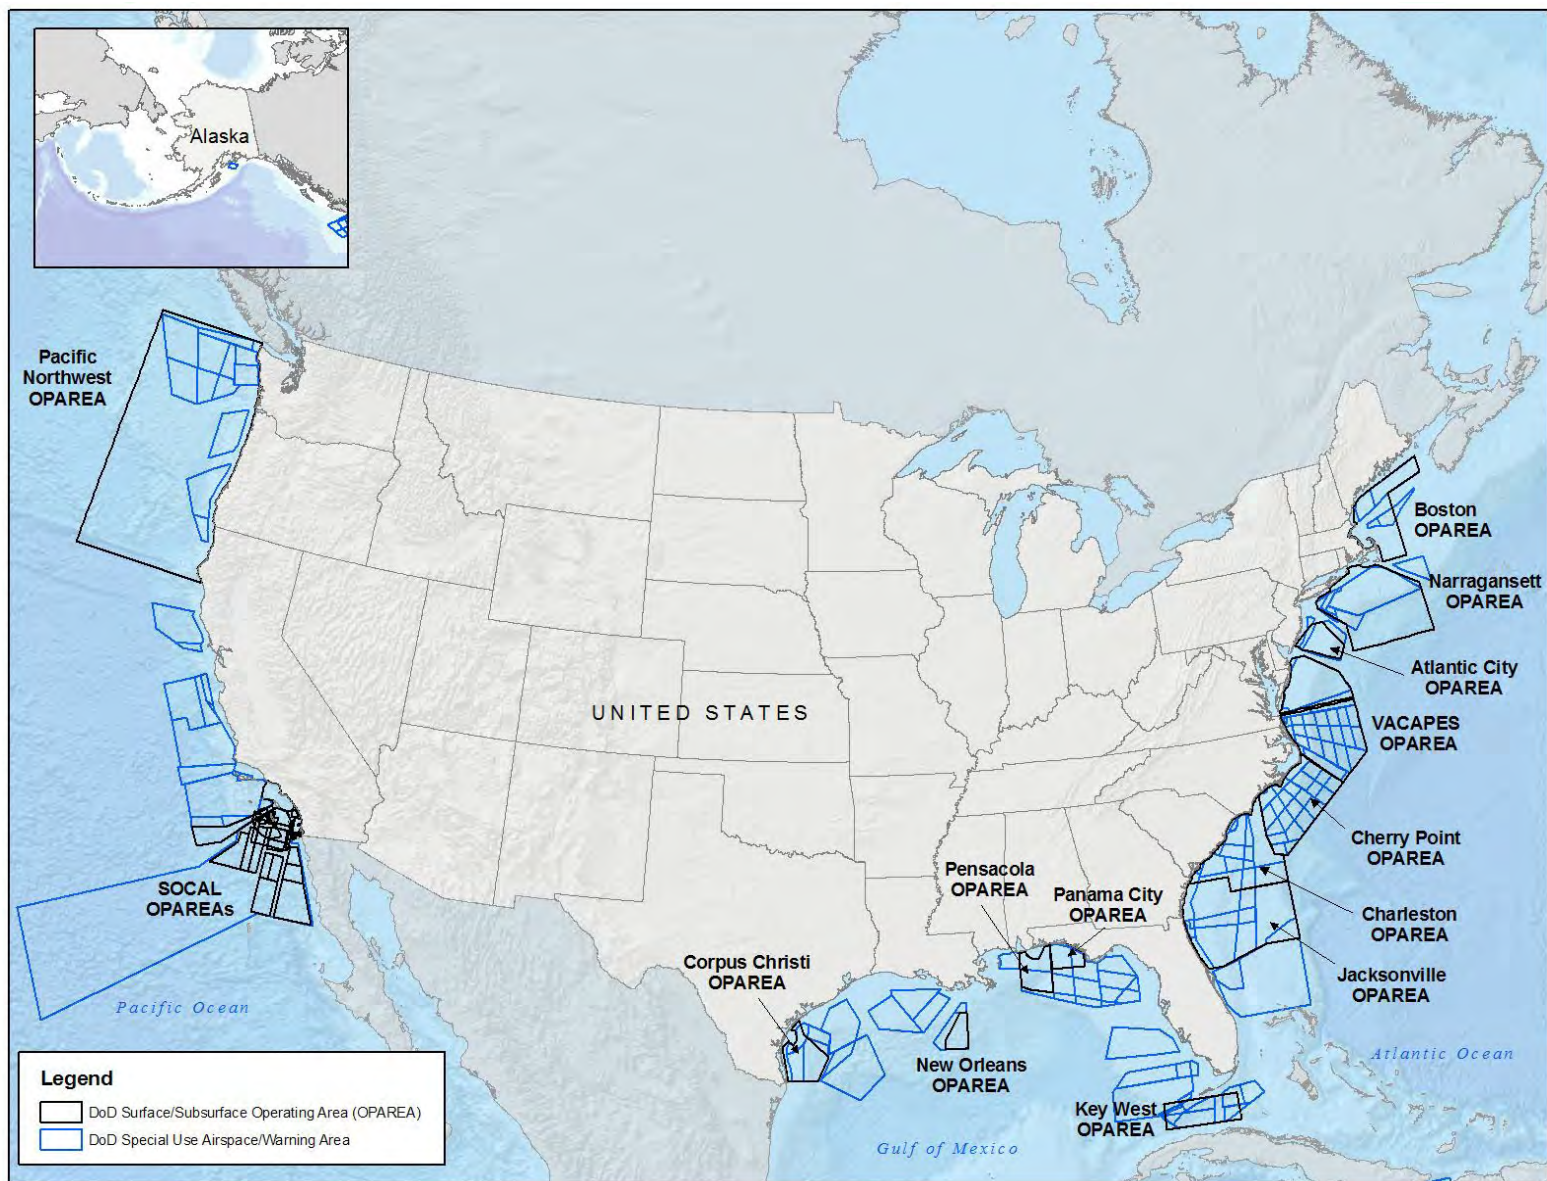 Alaska
Pacific
Northwest
OPAREA
Boston
OPAREA
Narragansett
OPAREA
Atlantic City
OPAREA
UNITED STATES
VACAPES
OPAREA
Cherry Point
OPAREA
Pensacola
OPAREA
Panama City
OPAREA
SOCAL
OPAREAs
Charleston
OPAREA
Corpus Christi
OPAREA
Jacksonville
OPAREA
Pacific Ocean
Atlantic Ocean
New Orleans
OPAREA
Key West
OPAREA
Gulf of Mexico
Legend
DoD Surface/Subsurface Operating Area (OPAREA)
DoD Special Use Airspace/Warning Area